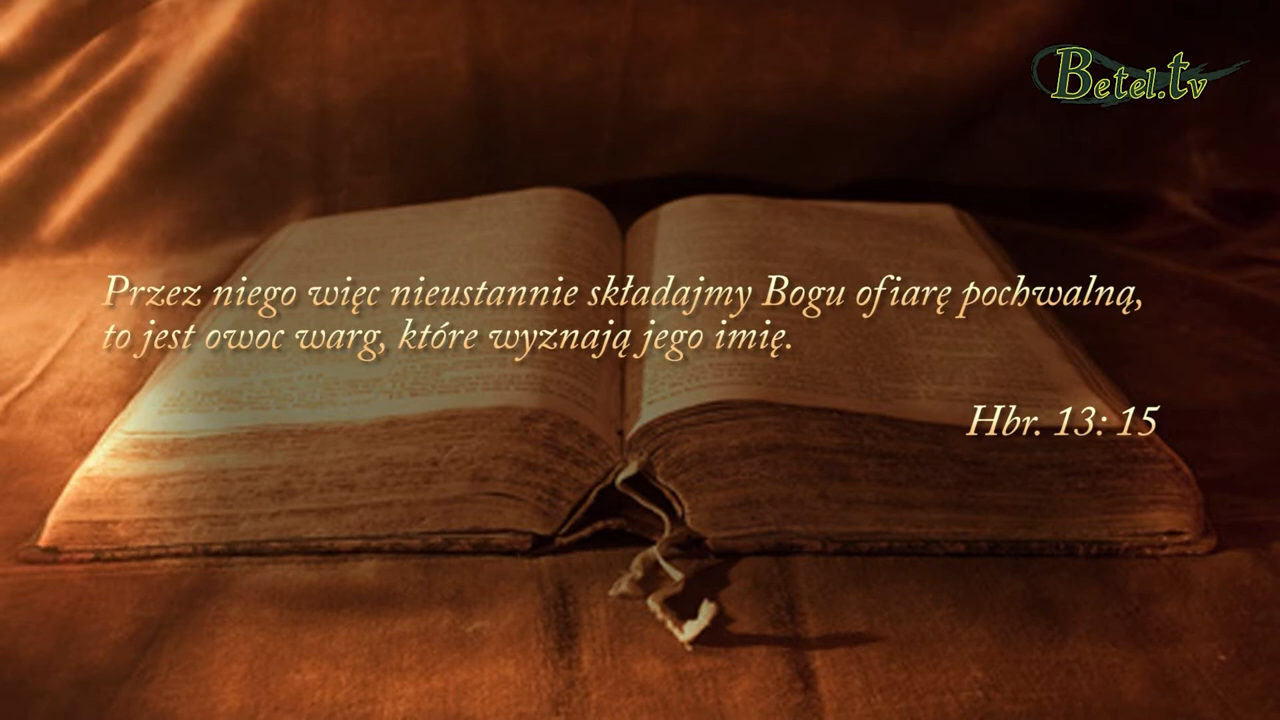 Betel.tv
Przez niego więc nieustannie składajmy Bogu ofiarę pochwalną,
to jest owoc warg, które wyznają jego imię.
Hbr. 13: 15